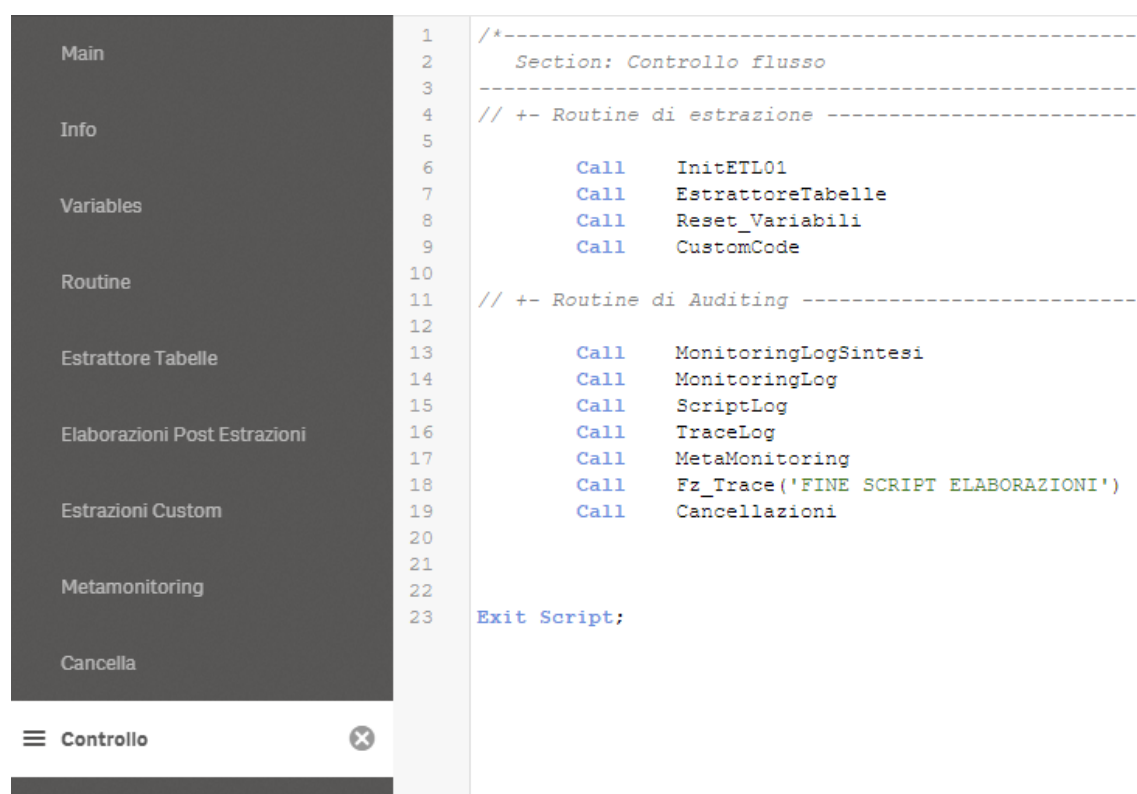 Main
Info
Variables
Routine
Estrattore Tabelle
Elaborazioni Post Estrazioni
Estrazioni Custom
Metamonitoring
Cancella
Controllo
1 /*----------------------------------------------------
2 Section: Controllo flusso
3 ------------------------------------------------------
4 // +- Routine di estrazione -------------------------
5
6 Call InitETL01
7 Call EstrattoreTabelle
8 Call Reset_Variabili
9 Call CustomCode
10
11 // +- Routine di Auditing ---------------------------
12
13 Call MonitoringLogSintesi
14 Call MonitoringLog
15 Call ScriptLog
16 Call TraceLog
17 Call MetaMonitoring
18 Call Fz_Trace('FINE SCRIPT ELABORAZIONI')
19 Call Cancellazioni
20
21
22
23 Exit Script;